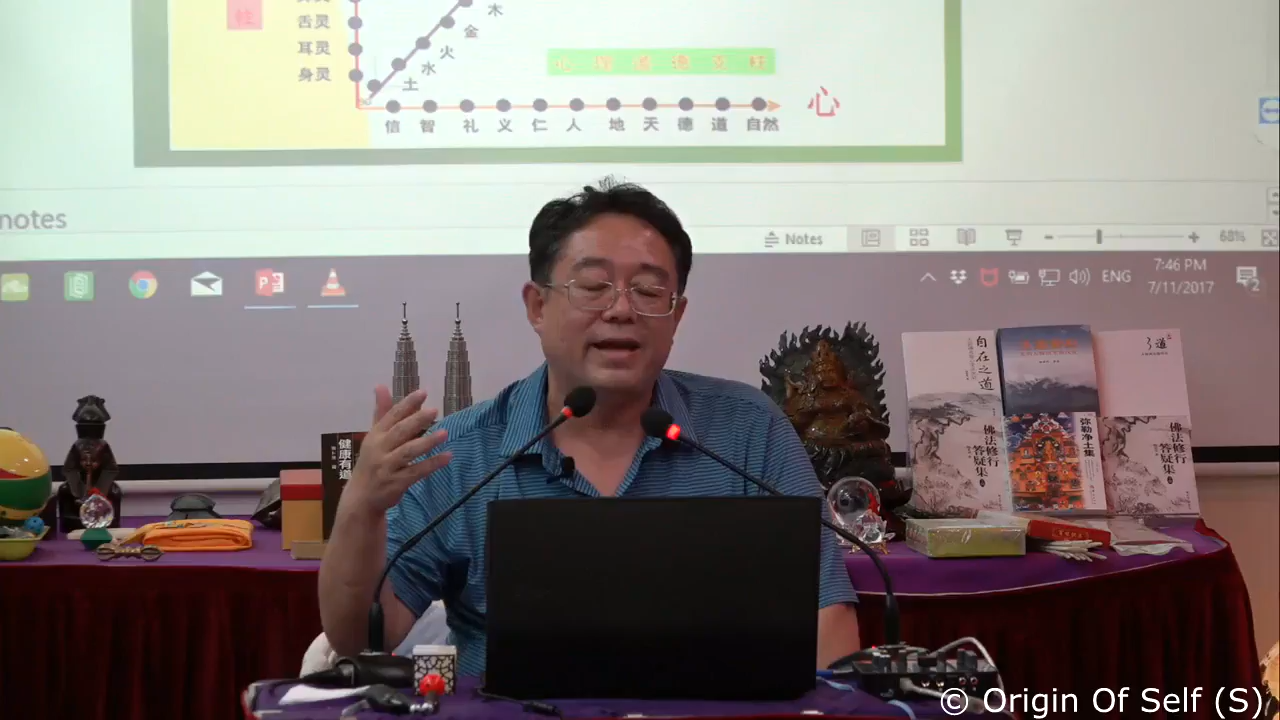 木
舌灵
金
耳灵
火
心理道德支柱
身灵
水
土
心
信 智 礼 义 仁 人 地 天 德 道 自然
notes
Notes
68%
ENG
7:46 PM
7/11/2017
2
自在之道
道
健康有道
弥勒净土集
佛法修行答疑集
佛法修行答疑集
© Origin Of Self (S)